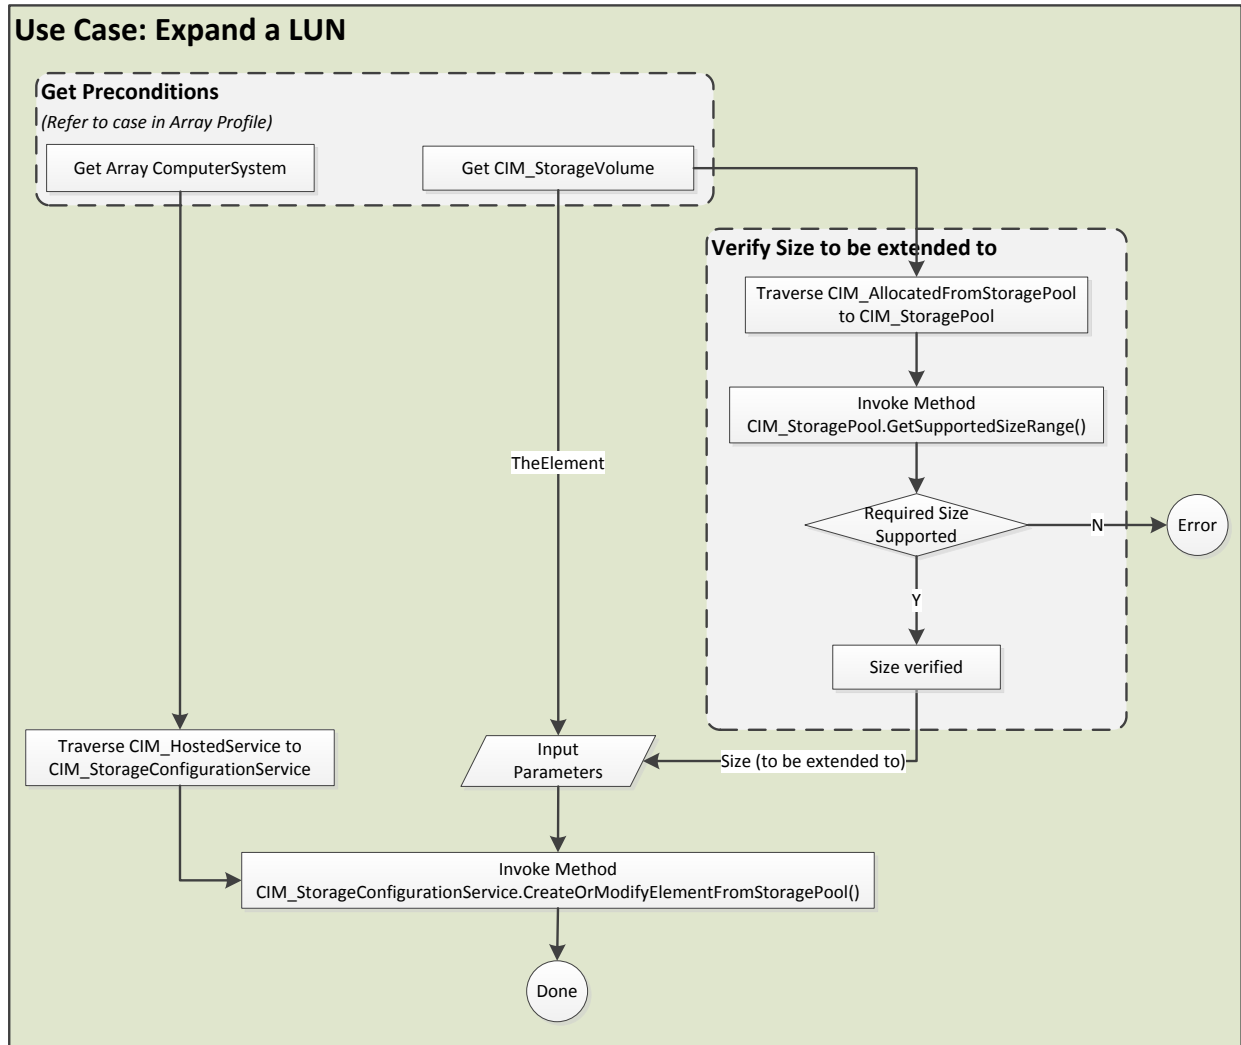 Use Case: Expand a LUN
Get Preconditions
(Refer to case in Array Profile)
Get Array ComputerSystem
Get CIM_StorageVolume
Verify Size to be extended to
Traverse CIM_AllocatedFromStoragePool
to CIM_StoragePool
Invoke Method
CIM_StoragePool.GetSupportedSizeRange()
TheElement
Required Size
Supported
N
Error
Y
Size verified
Traverse CIM_HostedService to
CIM_StorageConfigurationService
Input
Parameters
Size (to be extended to)
Invoke Method
CIM_StorageConfigurationService.CreateOrModifyElementFromStoragePool()
Done